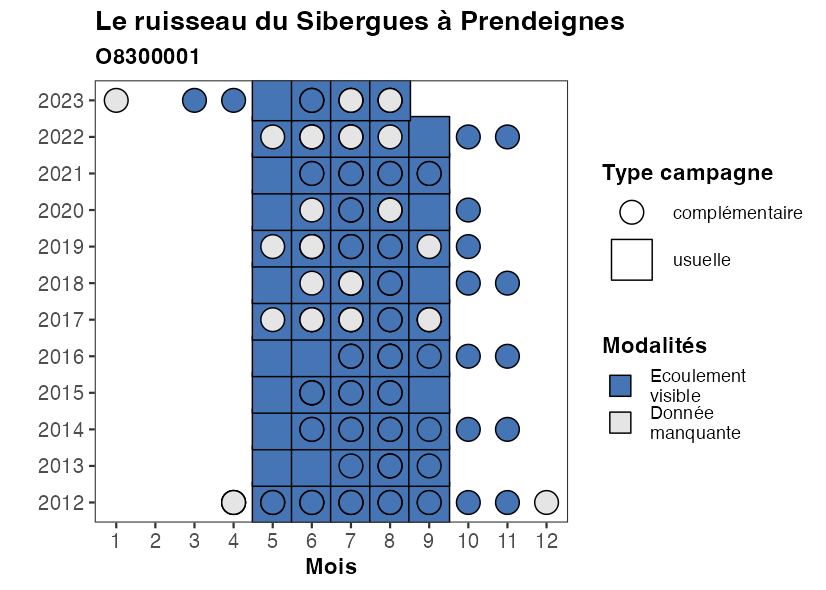 Le ruisseau du Sibergues à Prendeignes
O8300001
2023
2022
2021
2020
2019
2018
2017
2016
2015
2014
2013
2012
1 2 3 4 5 6 7 8 9 10 11 12
Mois
Type campagne
complémentaire
usuelle
Modalités
Ecoulement
visible
Donnée
manquante